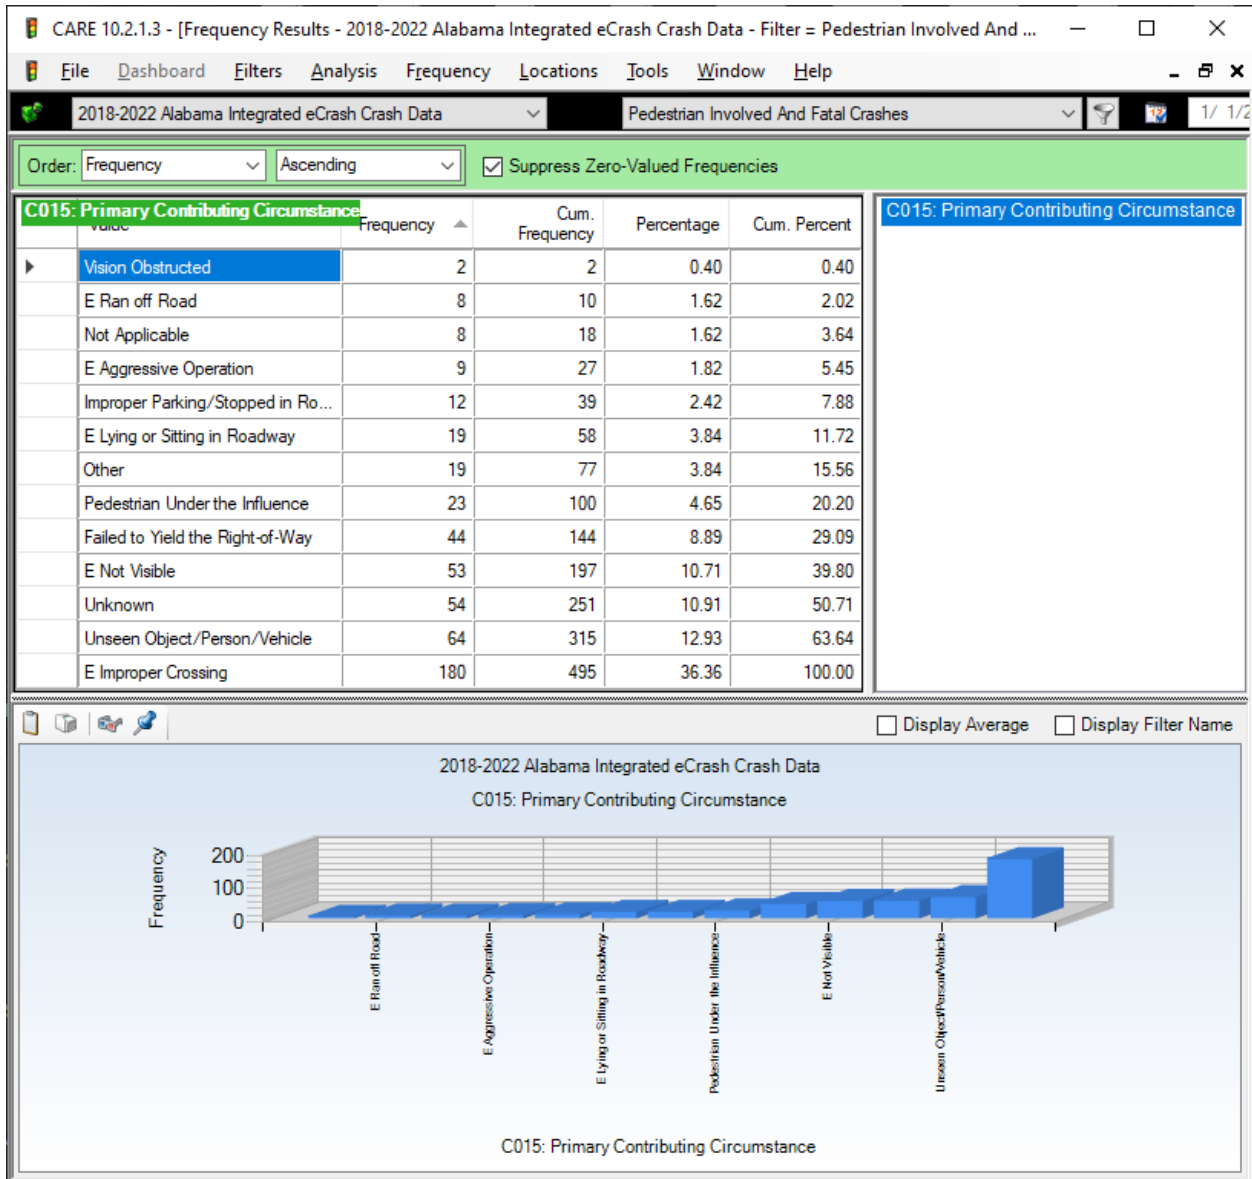 CARE 10.2.1.3 - [Frequency Results - 2018-2022 Alabama Integrated eCrash Crash Data - Filter = Pedestrian Involved And ...
File Dashboard Filters Analysis Frequency Locations Tools Window Help
2018-2022 Alabama Integrated eCrash Crash Data Pedestrian Involved And Fatal Crashes 1/ 1/2
Order: Frequency Ascending Suppress Zero-Valued Frequencies
C015: Primary Contributing Circumstance
Value Frequency Cum. Frequency Percentage Cum. Percent
C015: Primary Contributing Circumstance
Vision Obstructed 2 2 0.40 0.40
E Ran off Road 8 10 1.62 2.02
Not Applicable 8 18 1.62 3.64
E Aggressive Operation 9 27 1.82 5.45
Improper Parking/Stopped in Ro... 12 39 2.42 7.88
E Lying or Sitting in Roadway 19 58 3.84 11.72
Other 19 77 3.84 15.56
Pedestrian Under the Influence 23 100 4.65 20.20
Failed to Yield the Right-of-Way 44 144 8.89 29.09
E Not Visible 53 197 10.71 39.80
Unknown 54 251 10.91 50.71
Unseen Object/Person/Vehicle 64 315 12.93 63.64
E Improper Crossing 180 495 36.36 100.00
Display Average Display Filter Name
2018-2022 Alabama Integrated eCrash Crash Data
C015: Primary Contributing Circumstance
Frequency
200
100
0
E Ran off Road
E Aggressive Operation
E Lying or Sitting in Roadway
Pedestrian Under the Influence
E Not Visible
Unseen Object/Person/Vehicle
C015: Primary Contributing Circumstance